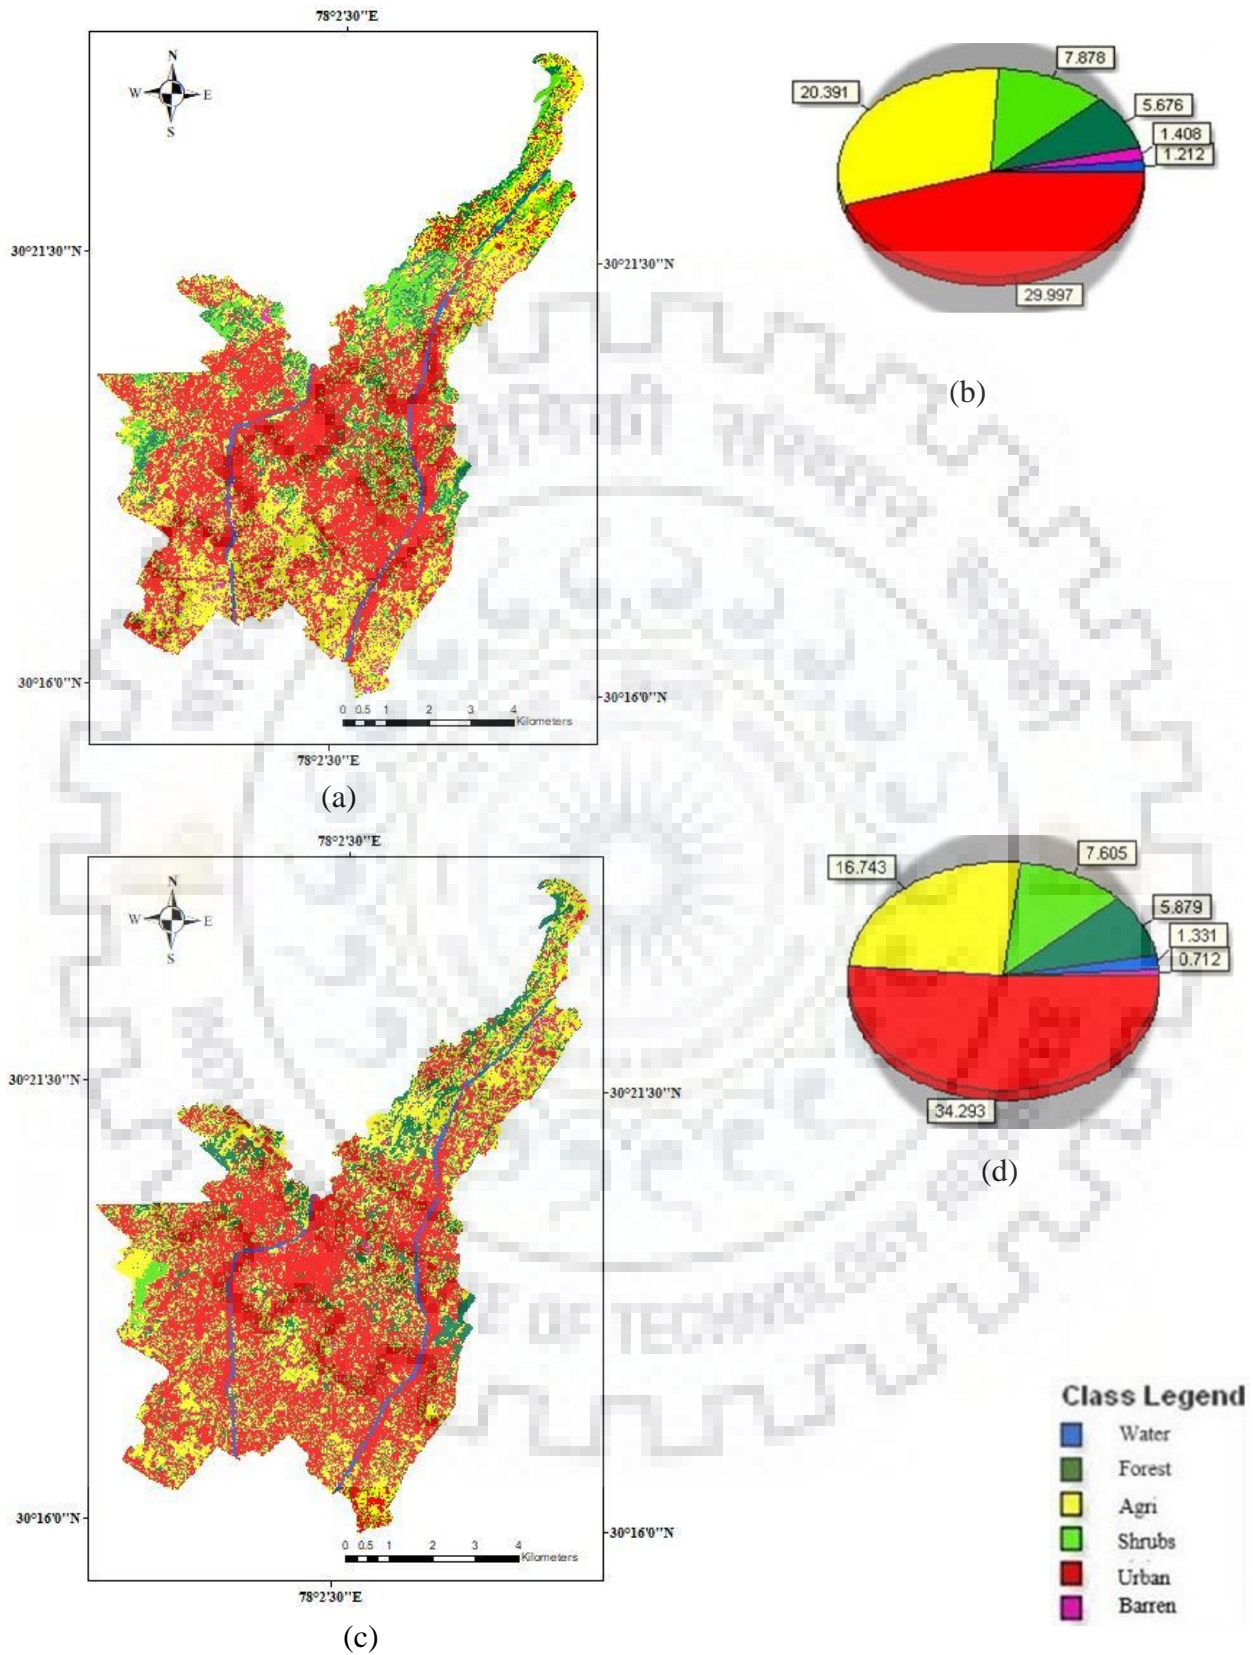 78°2'30"E
N
W E
S
30°21'30"N
30°21'30"N
30°16'0"N
30°16'0"N
0 0.5 1 2 3 4
Kilometers
78°2'30"E
(a)
7.878
20.391
5.676
1.408
1.212
29.997
(b)
78°2'30"E
N
W E
S
30°21'30"N
30°21'30"N
30°16'0"N
30°16'0"N
0 0.5 1 2 3 4
Kilometers
78°2'30"E
(c)
7.605
16.743
5.879
1.331
0.712
34.293
(d)
OF TECHNOLOGY
Class Legend
Water
Forest
Agri
Shrubs
Urban
Barren